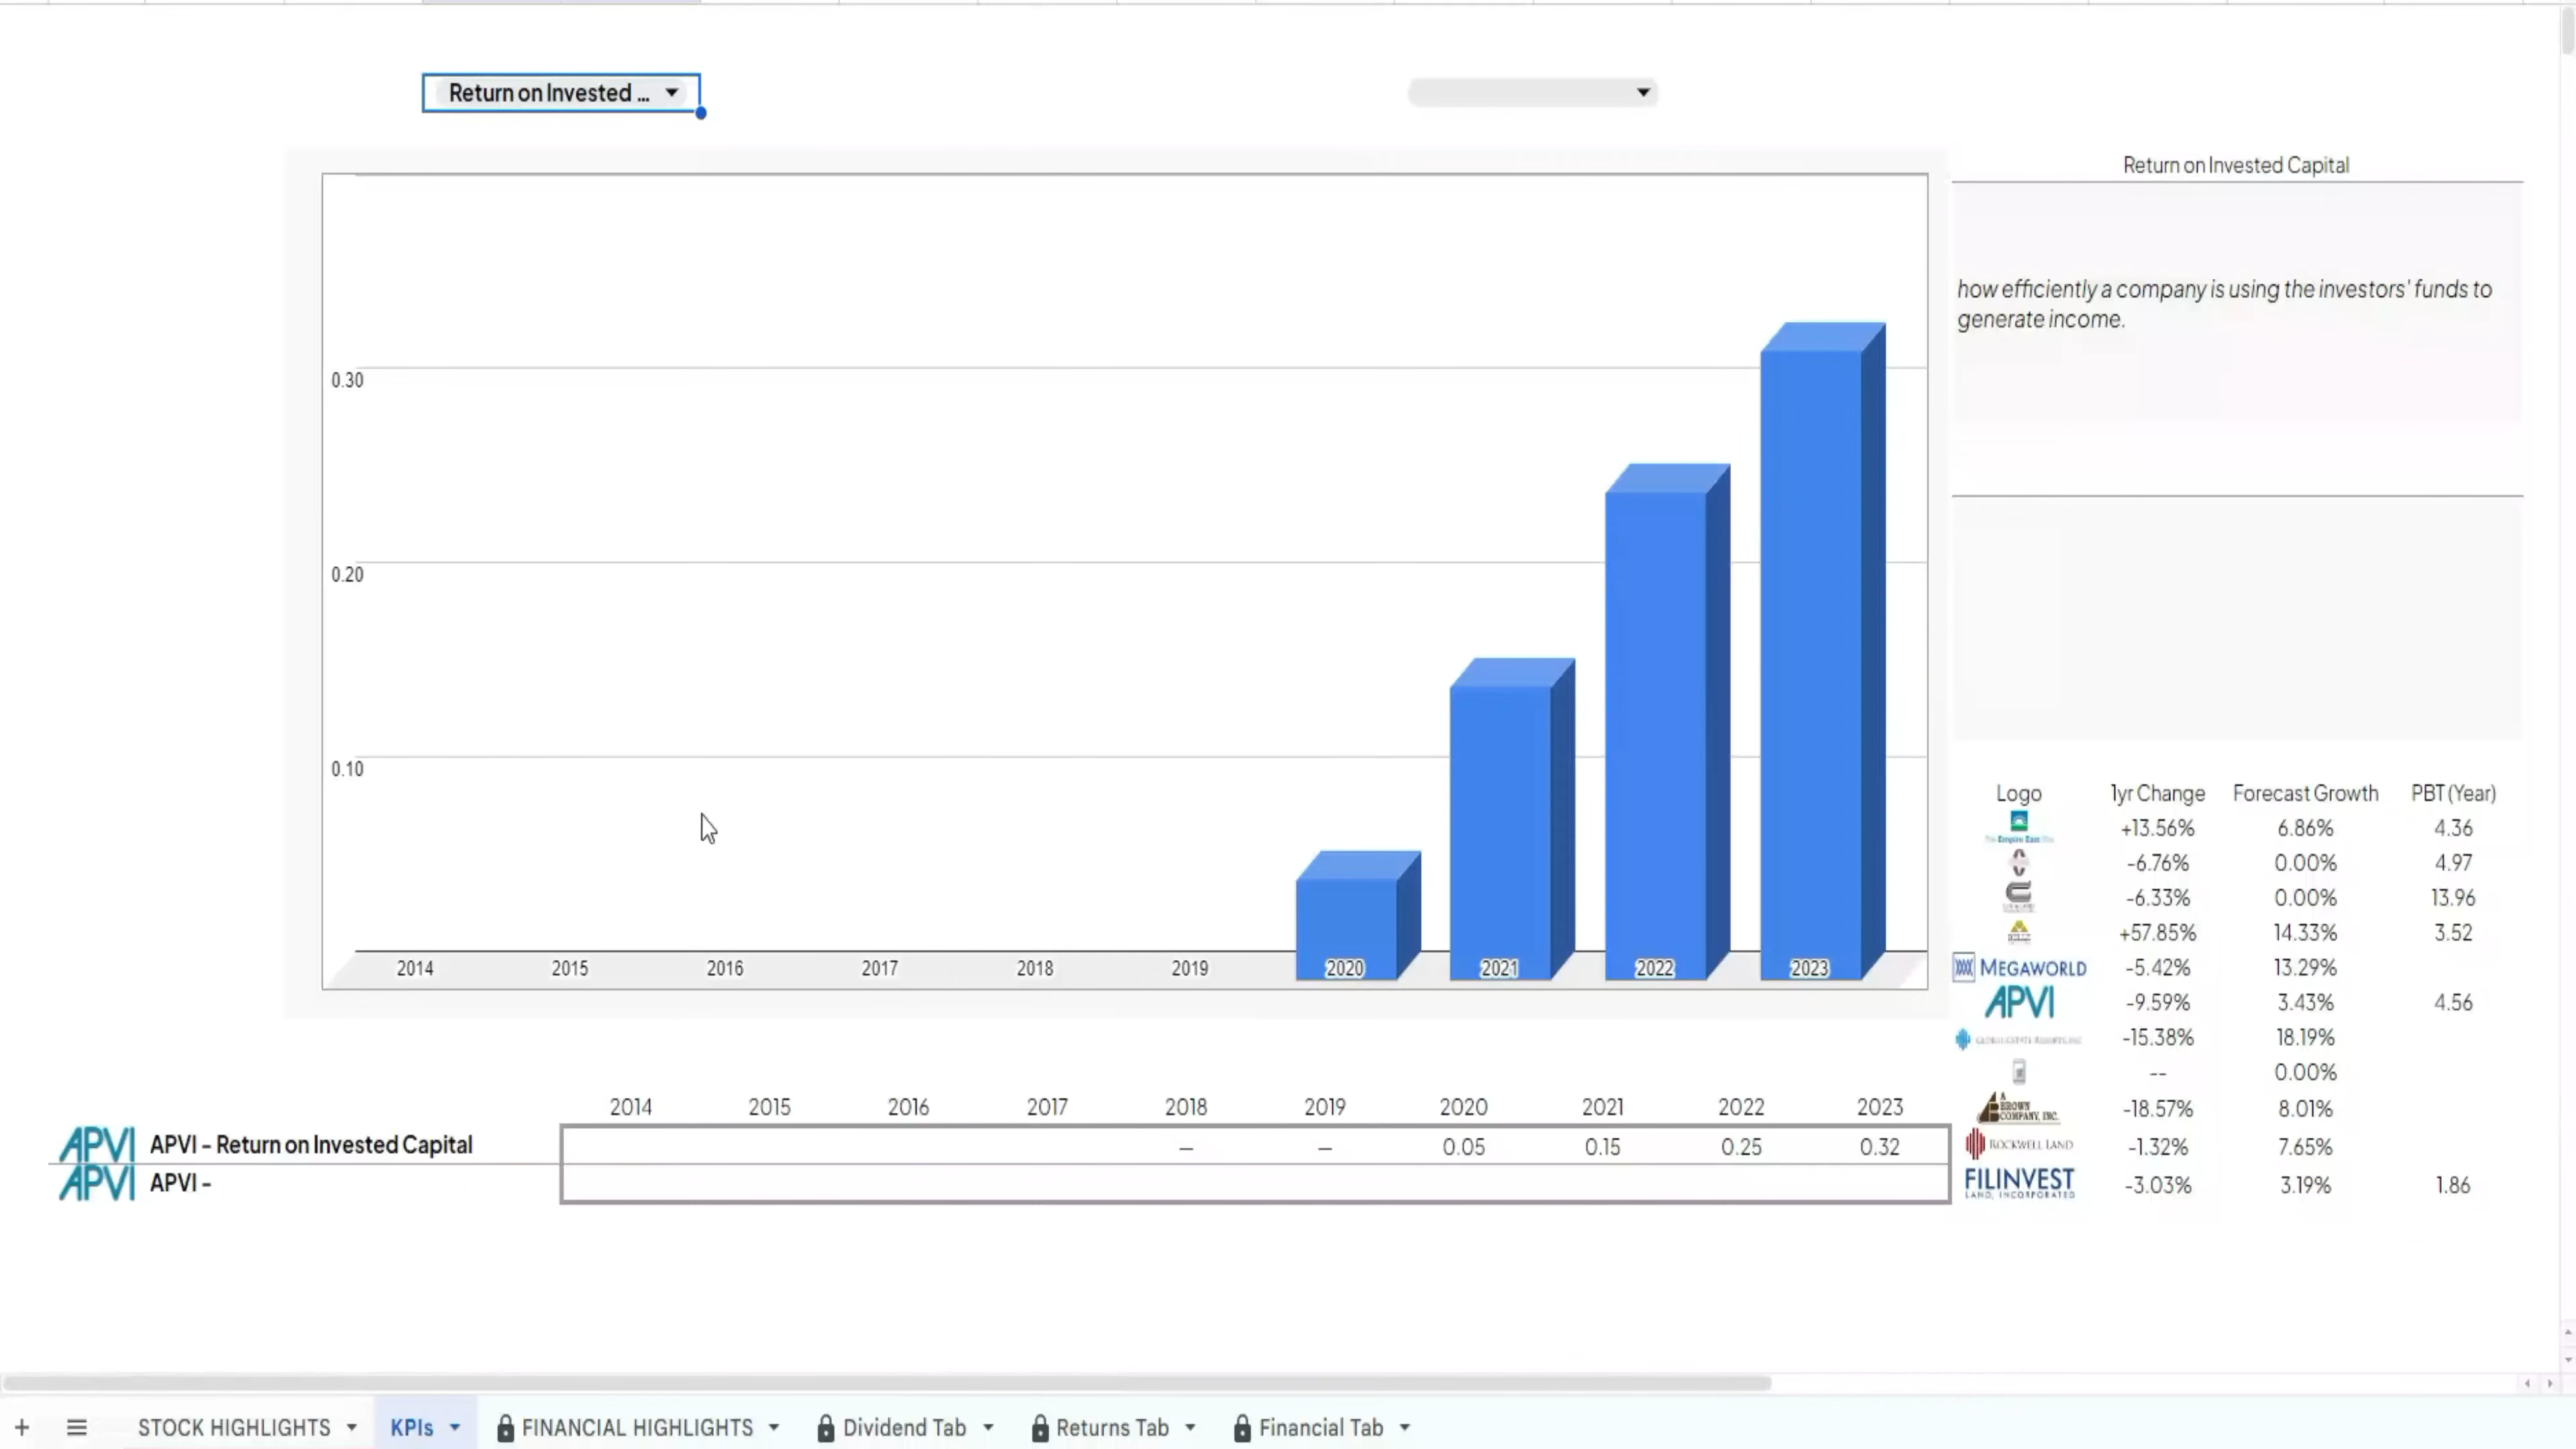 Return on Invested ...
Return on Invested Capital
how efficiently a company is using the investors' funds to
generate income.
0.30
0.20
0.10
2014 2015 2016 2017 2018 2019 2020 2021 2022 2023
Logo 1yr Change Forecast Growth PBT (Year)
Empire East +13.56% 6.86% 4.36
-6.76% 0.00% 4.97
-6.33% 0.00% 13.96
+57.85% 14.33% 3.52
MEGAWORLD -5.42% 13.29%
APVI -9.59% 3.43% 4.56
-15.38% 18.19%
-- 0.00%
A BROWN COMPANY, INC. -18.57% 8.01%
ROCKWELL LAND -1.32% 7.65%
FILINVEST LAND, INCORPORATED -3.03% 3.19% 1.86
2014 2015 2016 2017 2018 2019 2020 2021 2022 2023
APVI APVI - Return on Invested Capital – – 0.05 0.15 0.25 0.32
APVI APVI -
+ STOCK HIGHLIGHTS KPIs FINANCIAL HIGHLIGHTS Dividend Tab Returns Tab Financial Tab